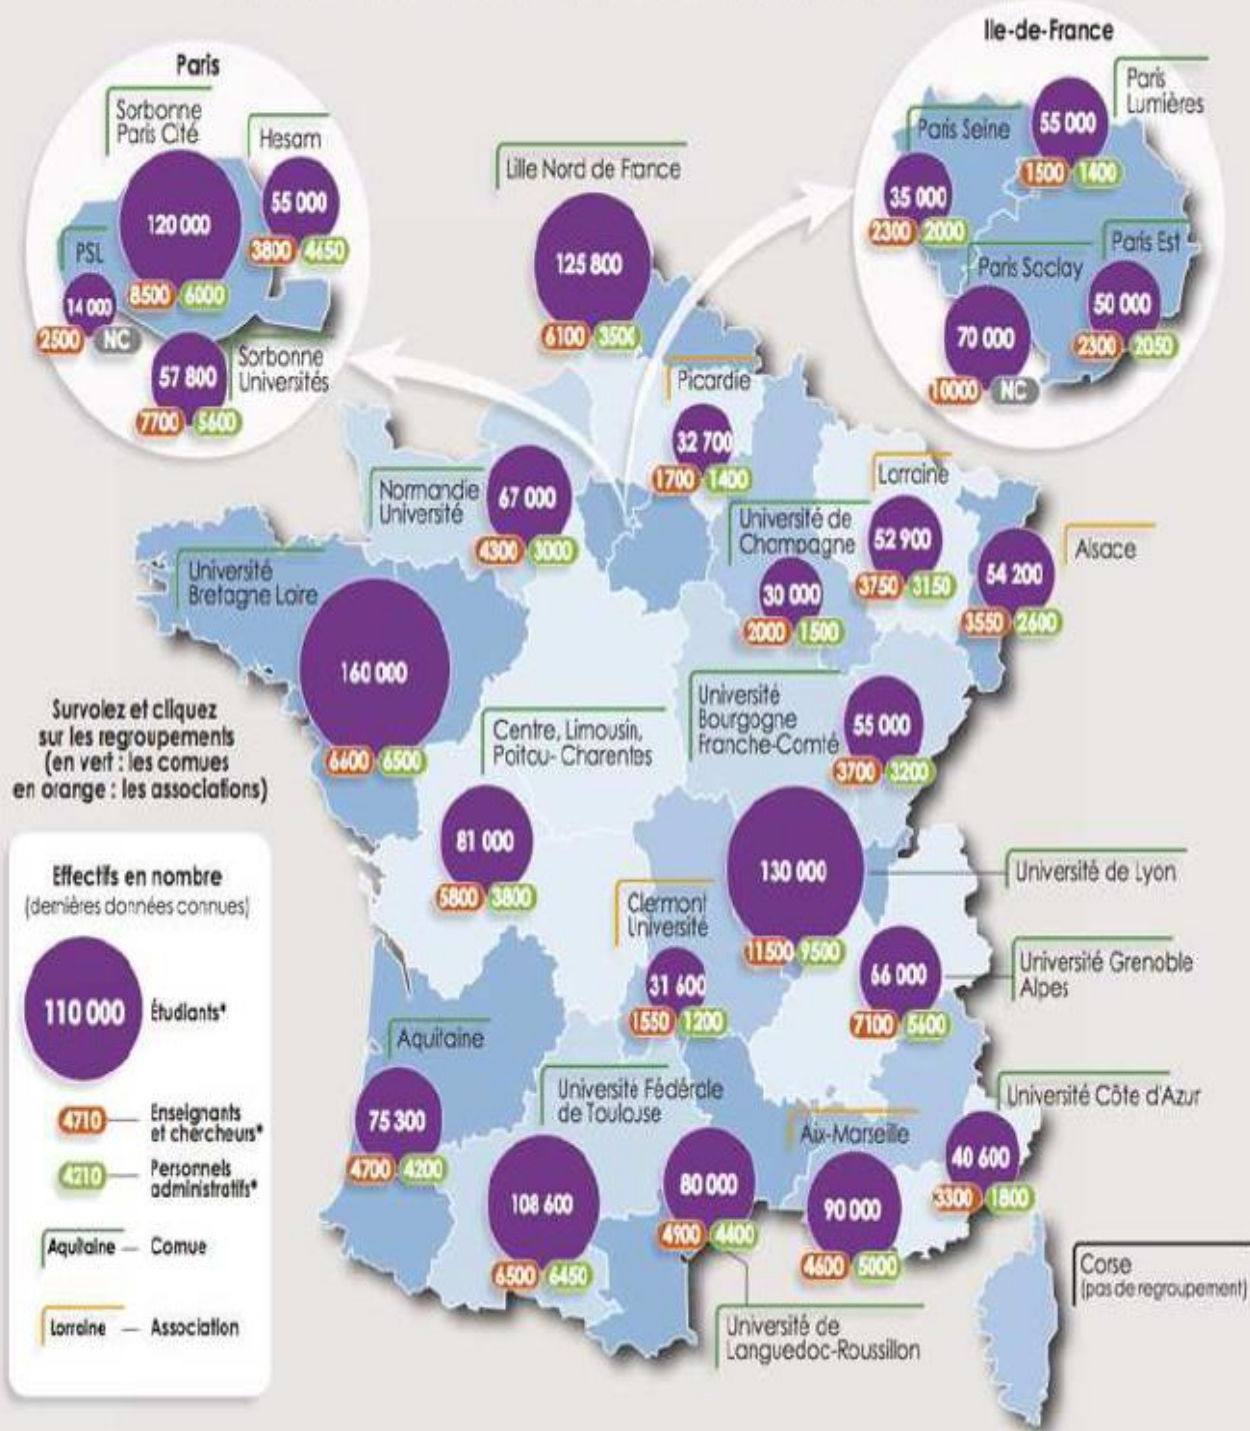 Paris
Sorbonne
Paris Cité
Hesam
120 000
55 000
3800
4650
PSL
14 000
8500
6000
2500
NC
57 800
Sorbonne
Universités
7700
5600
Ile-de-France
Paris
Lumières
Paris Seine
55 000
1500
1400
35 000
2300
2000
Paris Est
Paris Saclay
50 000
70 000
2300
2050
10000
NC
Lille Nord de France
125 800
6100
3500
Picardie
32 700
1700
1400
Normandie
Université
67 000
4300
3000
Lorraine
52 900
3750
3150
Université de
Champagne
30 000
2000
1500
Alsace
54 200
3550
2600
Université
Bretagne Loire
160 000
6600
6500
Survolez et cliquez
sur les regroupements
(en vert : les comues
en orange : les associations)
Centre, Limousin,
Poitou- Charentes
81 000
5800
3800
Université
Bourgogne
Franche-Comté
55 000
3700
3200
130 000
11500
9500
Université de Lyon
Clermont
Université
31 600
1550
1200
66 000
7100
5600
Université Grenoble
Alpes
Effectifs en nombre
(dernières données connues)
110 000
Étudiants*
4710
Enseignants
et chercheurs*
4210
Personnels
administratifs*
Aquitaine — Comue
Lorraine — Association
Aquitaine
75 300
4700
4200
Université Fédérale
de Toulouse
108 600
6500
6450
80 000
4900
4400
Université de
Languedoc-Roussillon
Aix-Marseille
90 000
4600
5000
Université Côte d'Azur
40 600
3300
1800
Corse
(pas de regroupement)